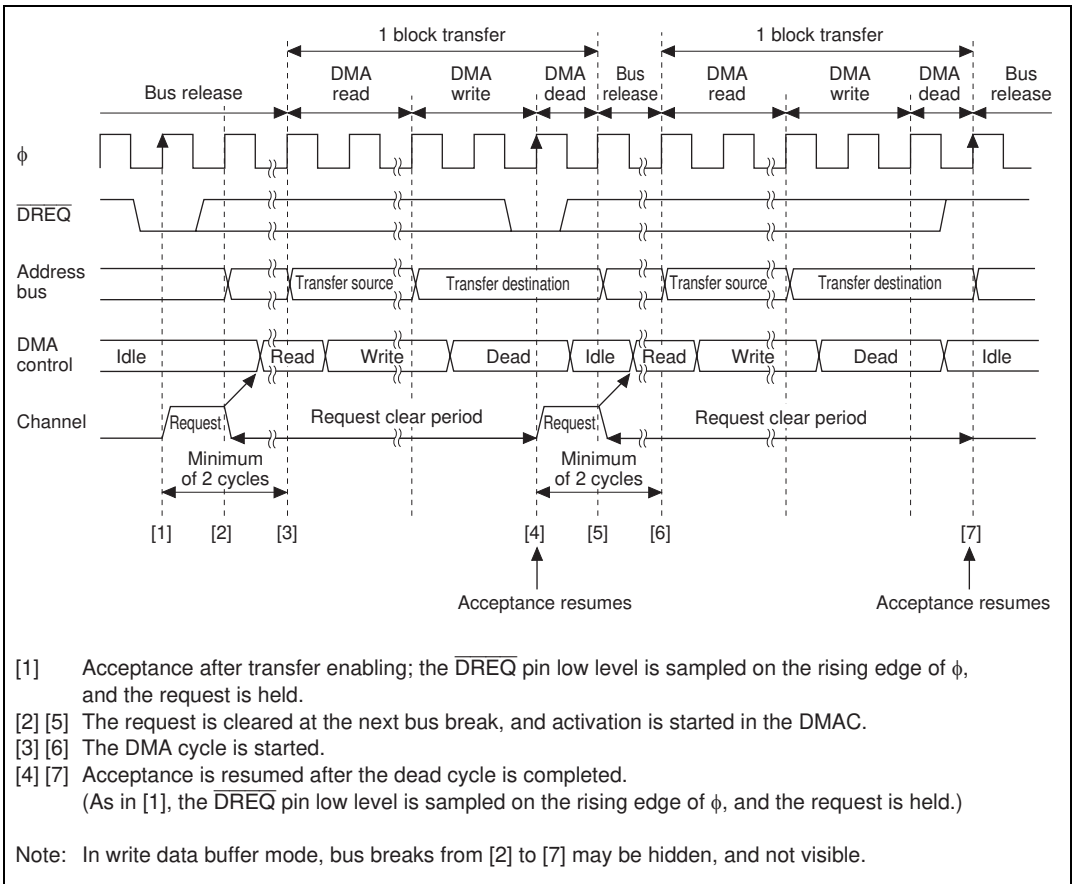 1 block transfer 1 block transfer
DMA read DMA write DMA dead Bus release DMA read DMA write DMA dead Bus release
Bus release
φ
DREQ
Address bus Transfer source Transfer destination Transfer source Transfer destination
DMA control Idle Read Write Dead Idle Read Write Dead Idle
Channel Request Request clear period Request Request clear period
Minimum of 2 cycles Minimum of 2 cycles
[1] [2] [3] [4] [5] [6] [7]
Acceptance resumes Acceptance resumes
[1] Acceptance after transfer enabling; the DREQ pin low level is sampled on the rising edge of φ,
and the request is held.
[2] [5] The request is cleared at the next bus break, and activation is started in the DMAC.
[3] [6] The DMA cycle is started.
[4] [7] Acceptance is resumed after the dead cycle is completed.
(As in [1], the DREQ pin low level is sampled on the rising edge of φ, and the request is held.)
Note: In write data buffer mode, bus breaks from [2] to [7] may be hidden, and not visible.